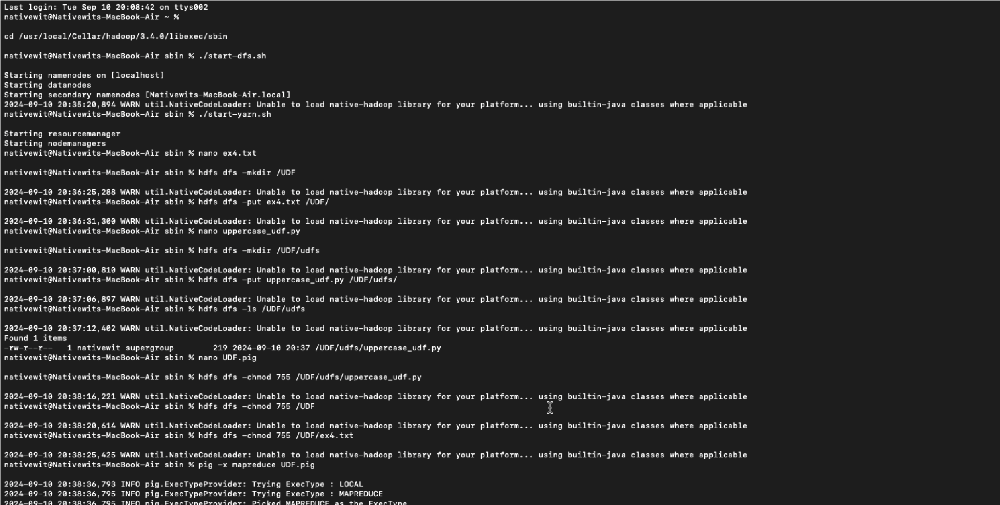 Last login: Tue Sep 10 20:08:42 on ttys002
nativewit@Nativewits-MacBook-Air ~ %
cd /usr/local/Cellar/hadoop/3.4.0/libexec/sbin
nativewit@Nativewits-MacBook-Air sbin % ./start-dfs.sh
Starting namenodes on [localhost]
Starting datanodes
Starting secondary namenodes [Nativewits-MacBook-Air.local]
2024-09-10 20:35:20,894 WARN util.NativeCodeLoader: Unable to load native-hadoop library for your platform... using builtin-java classes where applicable
nativewit@Nativewits-MacBook-Air sbin % ./start-yarn.sh
Starting resourcemanager
Starting nodemanagers
nativewit@Nativewits-MacBook-Air sbin % nano ex4.txt
nativewit@Nativewits-MacBook-Air sbin % hdfs dfs -mkdir /UDF
2024-09-10 20:36:25,288 WARN util.NativeCodeLoader: Unable to load native-hadoop library for your platform... using builtin-java classes where applicable
nativewit@Nativewits-MacBook-Air sbin % hdfs dfs -put ex4.txt /UDF/
2024-09-10 20:36:31,300 WARN util.NativeCodeLoader: Unable to load native-hadoop library for your platform... using builtin-java classes where applicable
nativewit@Nativewits-MacBook-Air sbin % nano uppercase_udf.py
nativewit@Nativewits-MacBook-Air sbin % hdfs dfs -mkdir /UDF/udfs
2024-09-10 20:37:00,810 WARN util.NativeCodeLoader: Unable to load native-hadoop library for your platform... using builtin-java classes where applicable
nativewit@Nativewits-MacBook-Air sbin % hdfs dfs -put uppercase_udf.py /UDF/udfs/
2024-09-10 20:37:06,897 WARN util.NativeCodeLoader: Unable to load native-hadoop library for your platform... using builtin-java classes where applicable
nativewit@Nativewits-MacBook-Air sbin % hdfs dfs -ls /UDF/udfs
2024-09-10 20:37:12,402 WARN util.NativeCodeLoader: Unable to load native-hadoop library for your platform... using builtin-java classes where applicable
Found 1 items
-rw-r--r--   1 nativewit supergroup        219 2024-09-10 20:37 /UDF/udfs/uppercase_udf.py
nativewit@Nativewits-MacBook-Air sbin % nano UDF.pig
nativewit@Nativewits-MacBook-Air sbin % hdfs dfs -chmod 755 /UDF/udfs/uppercase_udf.py
2024-09-10 20:38:16,221 WARN util.NativeCodeLoader: Unable to load native-hadoop library for your platform... using builtin-java classes where applicable
nativewit@Nativewits-MacBook-Air sbin % hdfs dfs -chmod 755 /UDF
2024-09-10 20:38:20,614 WARN util.NativeCodeLoader: Unable to load native-hadoop library for your platform... using builtin-java classes where applicable
nativewit@Nativewits-MacBook-Air sbin % hdfs dfs -chmod 755 /UDF/ex4.txt
2024-09-10 20:38:25,425 WARN util.NativeCodeLoader: Unable to load native-hadoop library for your platform... using builtin-java classes where applicable
nativewit@Nativewits-MacBook-Air sbin % pig -x mapreduce UDF.pig
2024-09-10 20:38:36,793 INFO pig.ExecTypeProvider: Trying ExecType : LOCAL
2024-09-10 20:38:36,795 INFO pig.ExecTypeProvider: Trying ExecType : MAPREDUCE
2024-09-10 20:38:36,795 INFO pig.ExecTypeProvider: Picked MAPREDUCE as the ExecType